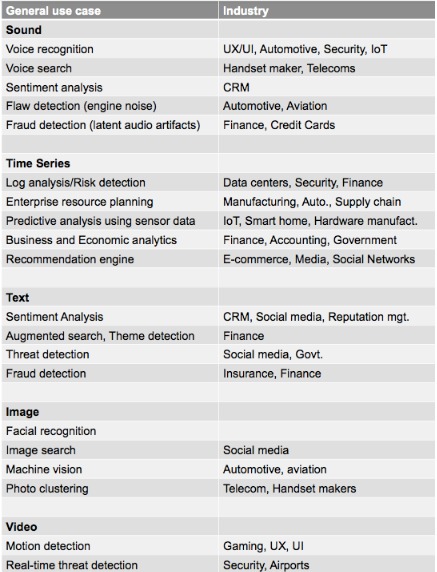 General use case Industry
Sound
Voice recognition UX/UI, Automotive, Security, IoT
Voice search Handset maker, Telecoms
Sentiment analysis CRM
Flaw detection (engine noise) Automotive, Aviation
Fraud detection (latent audio artifacts) Finance, Credit Cards
Time Series
Log analysis/Risk detection Data centers, Security, Finance
Enterprise resource planning Manufacturing, Auto., Supply chain
Predictive analysis using sensor data IoT, Smart home, Hardware manufact.
Business and Economic analytics Finance, Accounting, Government
Recommendation engine E-commerce, Media, Social Networks
Text
Sentiment Analysis CRM, Social media, Reputation mgt.
Augmented search, Theme detection Finance
Threat detection Social media, Govt.
Fraud detection Insurance, Finance
Image
Facial recognition
Image search Social media
Machine vision Automotive, aviation
Photo clustering Telecom, Handset makers
Video
Motion detection Gaming, UX, UI
Real-time threat detection Security, Airports